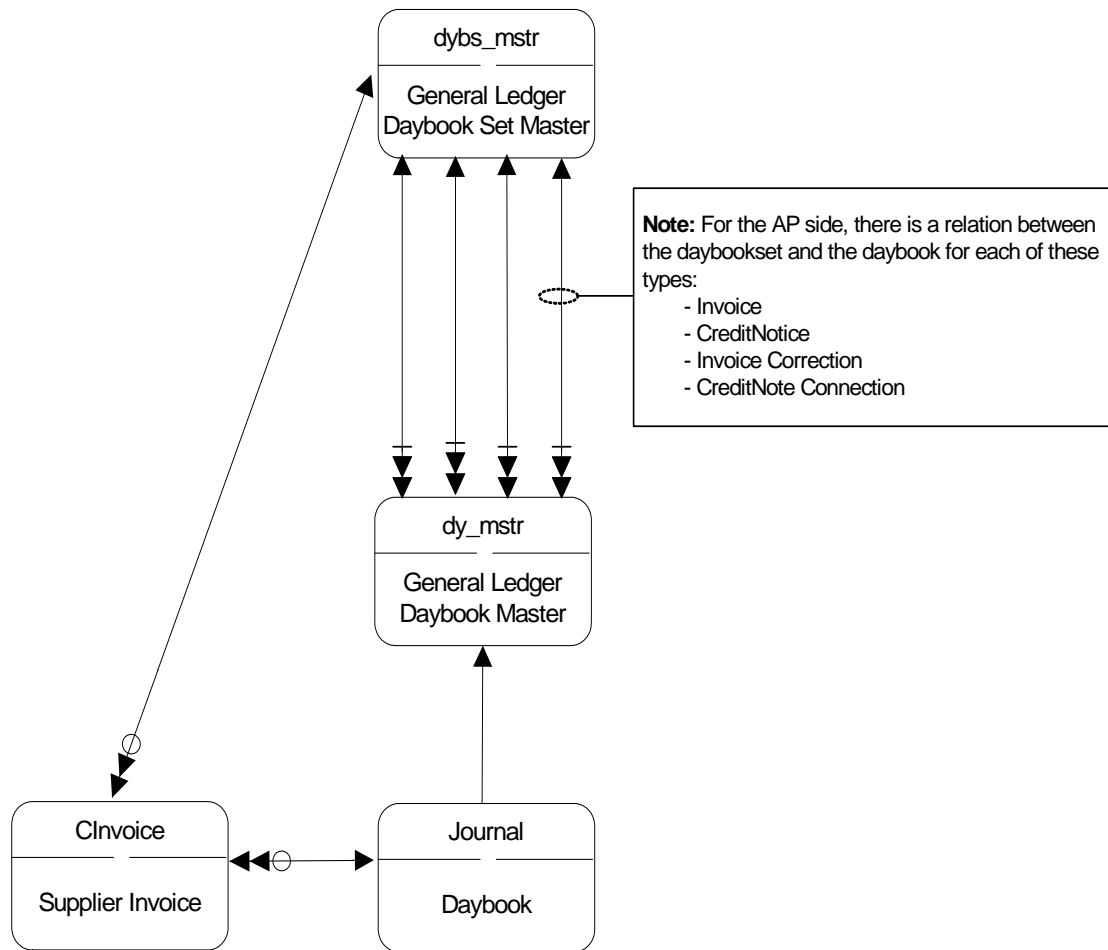 dybs_mstr
General Ledger
Daybook Set Master
Note: For the AP side, there is a relation between
the daybookset and the daybook for each of these
types:
- Invoice
- CreditNotice
- Invoice Correction
- CreditNote Connection
dy_mstr
General Ledger
Daybook Master
CInvoice
Supplier Invoice
Journal
Daybook